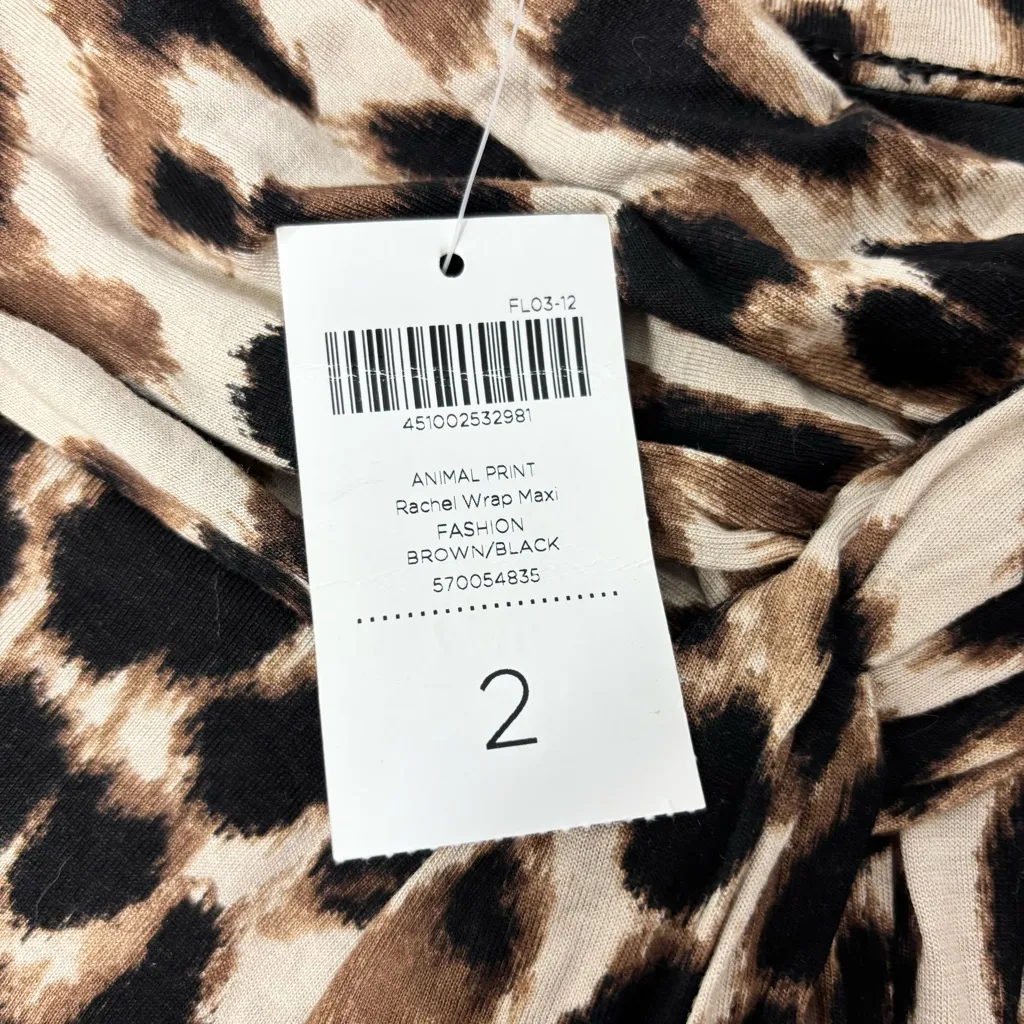 FL03-12
451002532981
ANIMAL PRINT
Rachel Wrap Maxi
FASHION
BROWN/BLACK
570054835
2